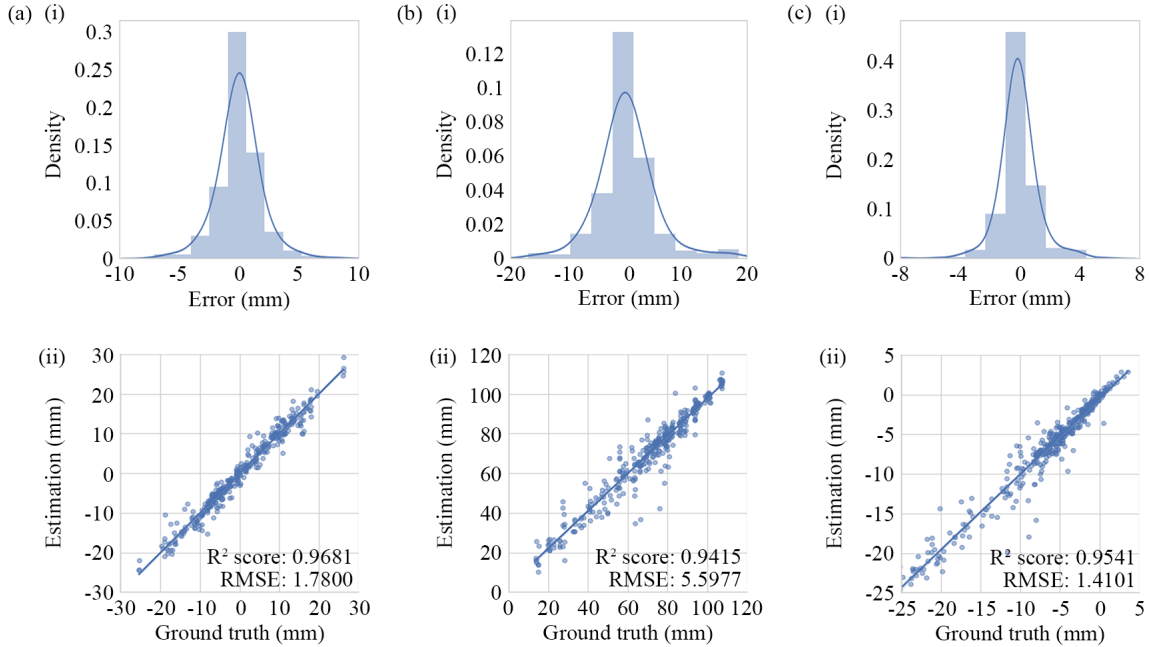 (a) (i)
0.3
0.25
0.2
0.15
0.1
0.05
0
Density
-10 -5 0 5 10
Error (mm)
(b) (i)
0.12
0.1
0.08
0.06
0.04
0.02
0
Density
-20 -10 0 10 20
Error (mm)
(c) (i)
0.4
0.3
0.2
0.1
0
Density
-8 -4 0 4 8
Error (mm)
(ii)
30
20
10
0
-10
-20
-30
Estimation (mm)
R² score: 0.9681
RMSE: 1.7800
-30 -20 -10 0 10 20 30
Ground truth (mm)
(ii)
120
100
80
60
40
20
0
Estimation (mm)
R² score: 0.9415
RMSE: 5.5977
0 20 40 60 80 100 120
Ground truth (mm)
(ii)
5
0
-5
-10
-15
-20
-25
Estimation (mm)
R² score: 0.9541
RMSE: 1.4101
-25 -20 -15 -10 -5 0 5
Ground truth (mm)